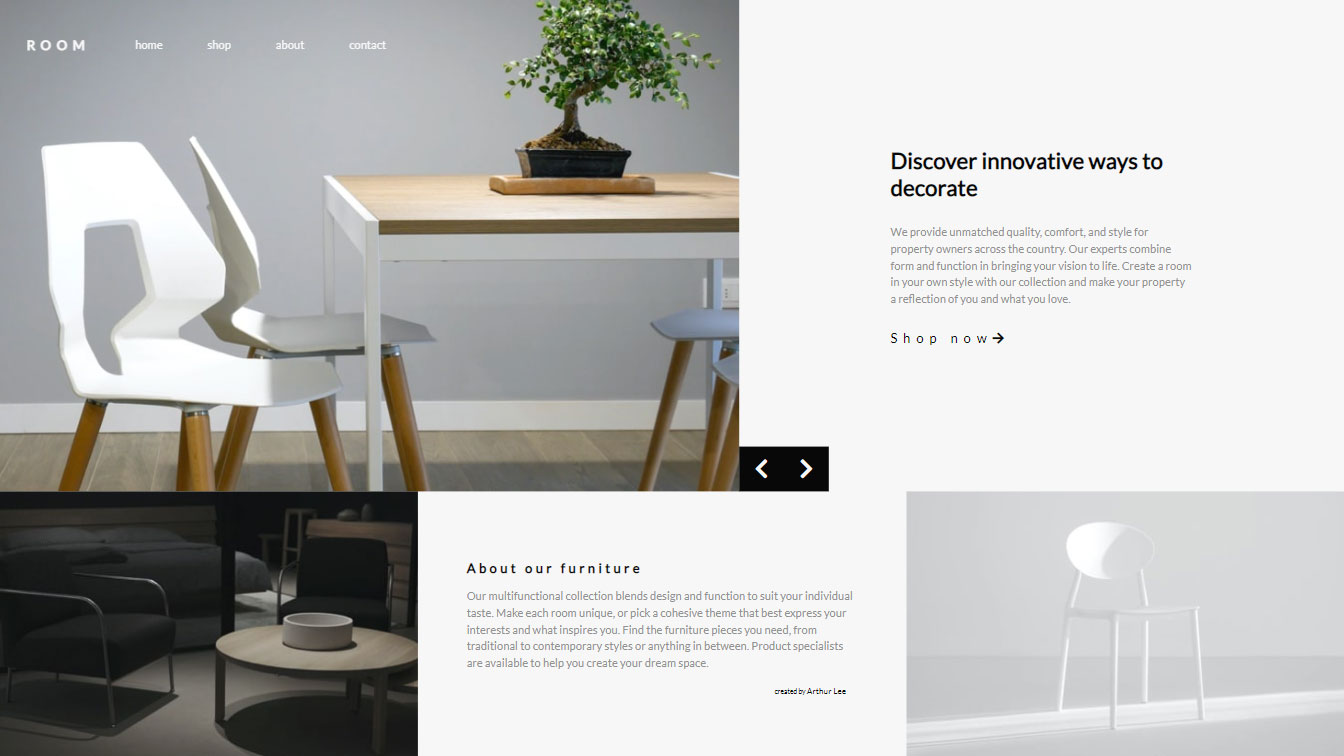 ROOM home shop about contact
Discover innovative ways to
decorate
We provide unmatched quality, comfort, and style for
property owners across the country. Our experts combine
form and function in bringing your vision to life. Create a room
in your own style with our collection and make your property
a reflection of you and what you love.
Shop now
About our furniture
Our multifunctional collection blends design and function to suit your individual
taste. Make each room unique, or pick a cohesive theme that best express your
interests and what inspires you. Find the furniture pieces you need, from
traditional to contemporary styles or anything in between. Product specialists
are available to help you create your dream space.
created by Arthur Lee